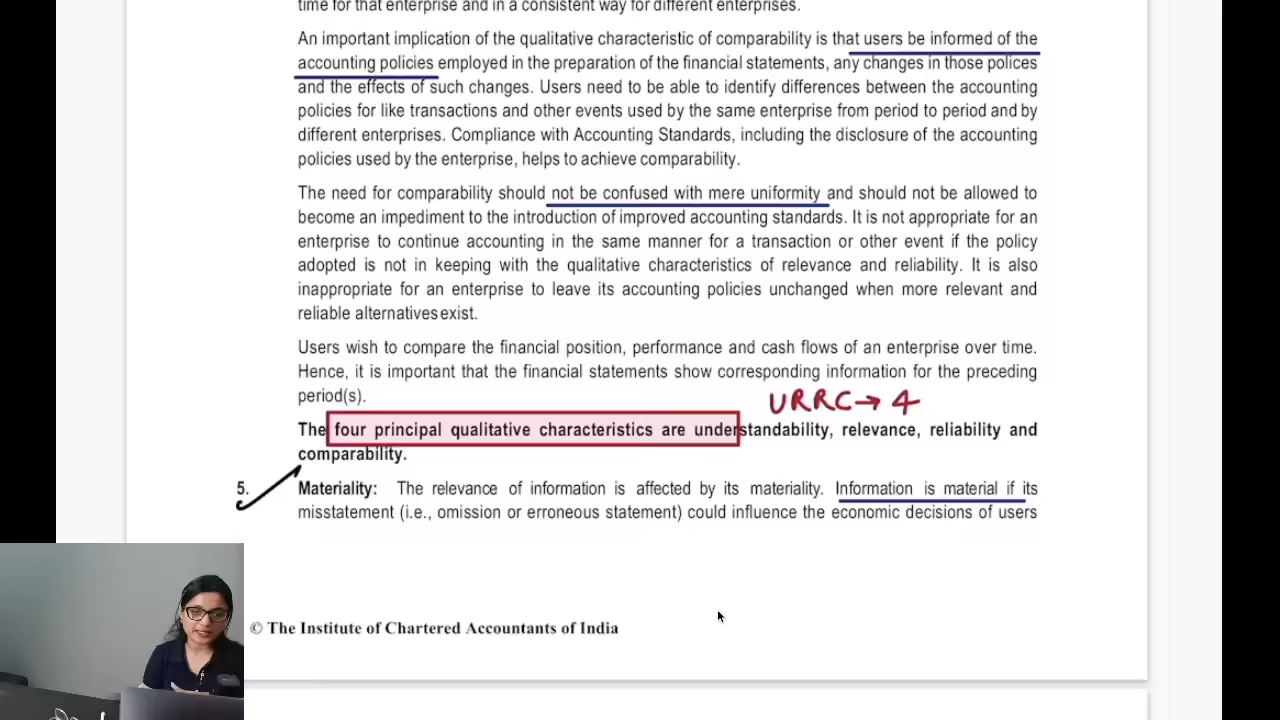 time for that enterprise and in a consistent way for different enterprises.
An important implication of the qualitative characteristic of comparability is that users be informed of the
accounting policies employed in the preparation of the financial statements, any changes in those polices
and the effects of such changes. Users need to be able to identify differences between the accounting
policies for like transactions and other events used by the same enterprise from period to period and by
different enterprises. Compliance with Accounting Standards, including the disclosure of the accounting
policies used by the enterprise, helps to achieve comparability.
The need for comparability should not be confused with mere uniformity and should not be allowed to
become an impediment to the introduction of improved accounting standards. It is not appropriate for an
enterprise to continue accounting in the same manner for a transaction or other event if the policy
adopted is not in keeping with the qualitative characteristics of relevance and reliability. It is also
inappropriate for an enterprise to leave its accounting policies unchanged when more relevant and
reliable alternatives exist.
Users wish to compare the financial position, performance and cash flows of an enterprise over time.
Hence, it is important that the financial statements show corresponding information for the preceding
period(s).
URRC → 4
The four principal qualitative characteristics are understandability, relevance, reliability and
comparability.
5. Materiality: The relevance of information is affected by its materiality. Information is material if its
misstatement (i.e., omission or erroneous statement) could influence the economic decisions of users
© The Institute of Chartered Accountants of India